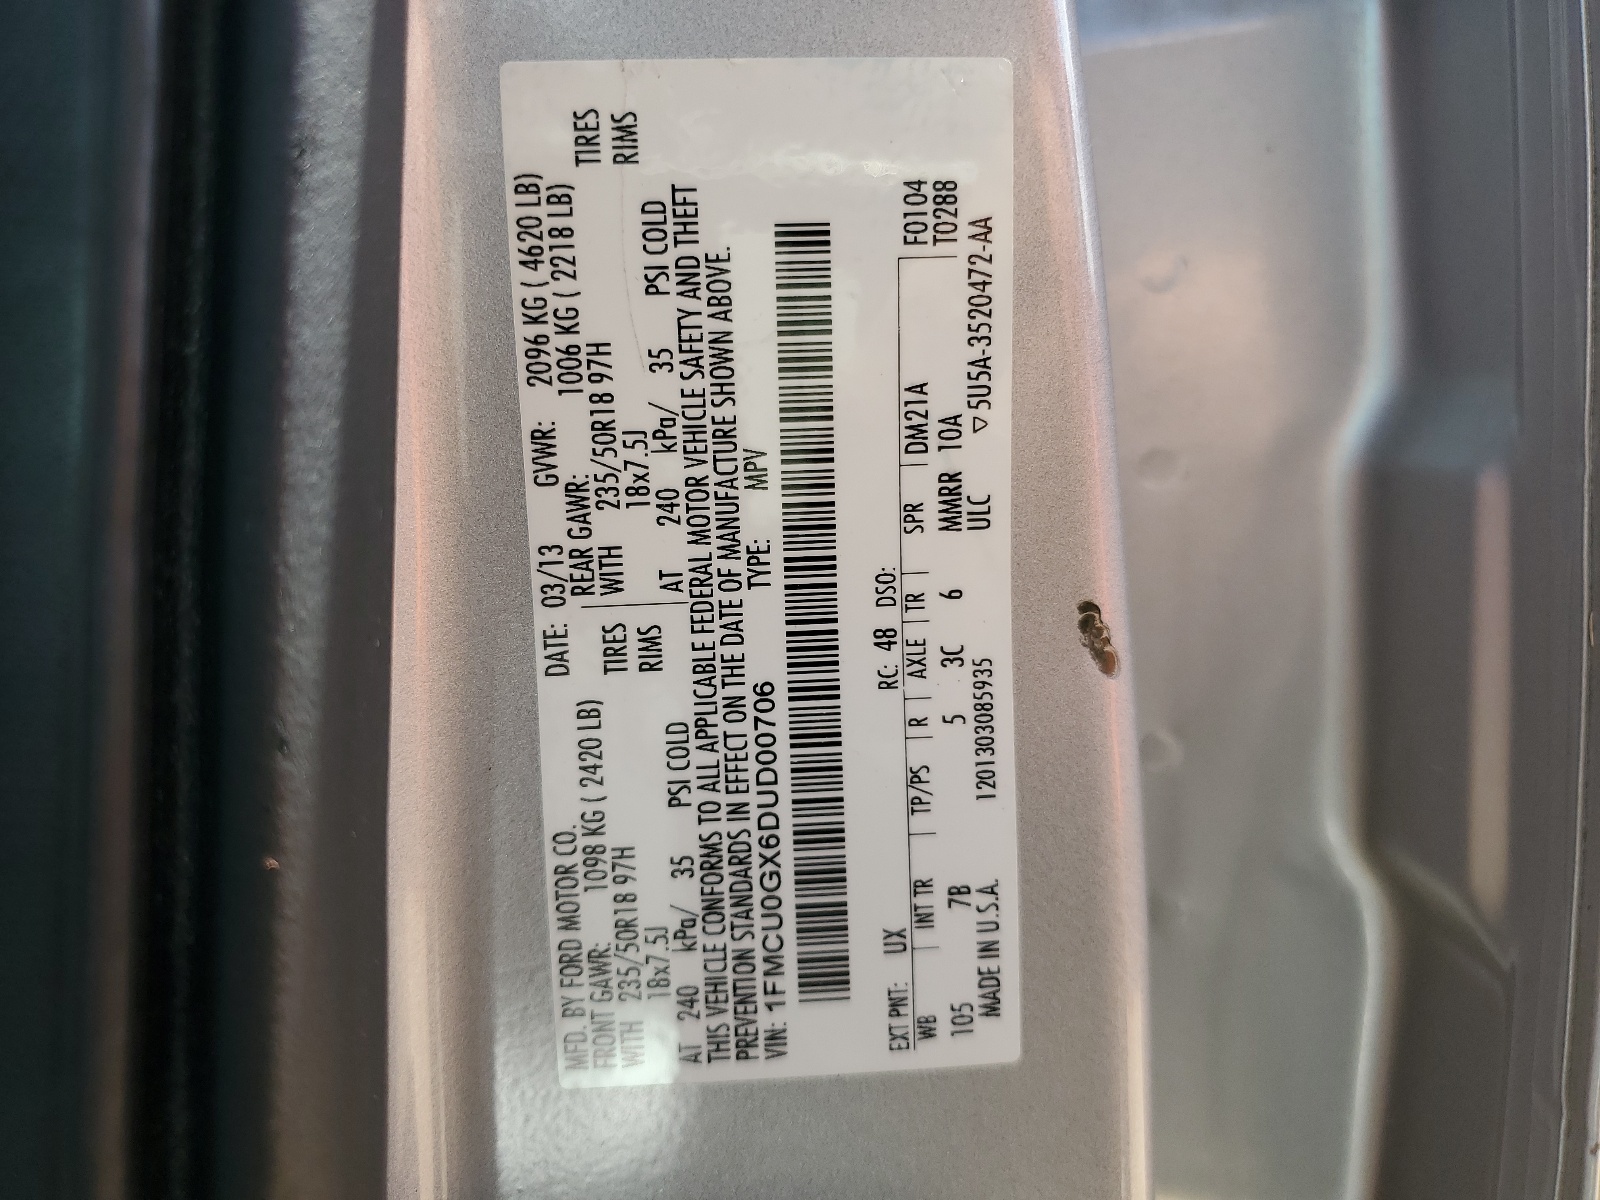 MFD. BY FORD MOTOR CO.
DATE: 03/13 GVWR: 2096 KG ( 4620 LB)
FRONT GAWR: 1098 KG ( 2420 LB) REAR GAWR: 1006 KG ( 2218 LB)
WITH 235/50R18 97H TIRES WITH 235/50R18 97H TIRES
18x7.5J RIMS 18x7.5J RIMS
AT 240 kPa/ 35 PSI COLD AT 240 kPa/ 35 PSI COLD
THIS VEHICLE CONFORMS TO ALL APPLICABLE FEDERAL MOTOR VEHICLE SAFETY AND THEFT
PREVENTION STANDARDS IN EFFECT ON THE DATE OF MANUFACTURE SHOWN ABOVE.
VIN: 1FMCU0GX6DUD00706 TYPE: MPV
EXT PNT: UX RC: 48 DSO:
WB INT TR TP/PS R AXLE TR SPR DM21A F0104
105 7B 5 3C 6 MMRR 10A T0288
MADE IN U.S.A. 1201303085935 ULC ▽5U5A-3520472-AA